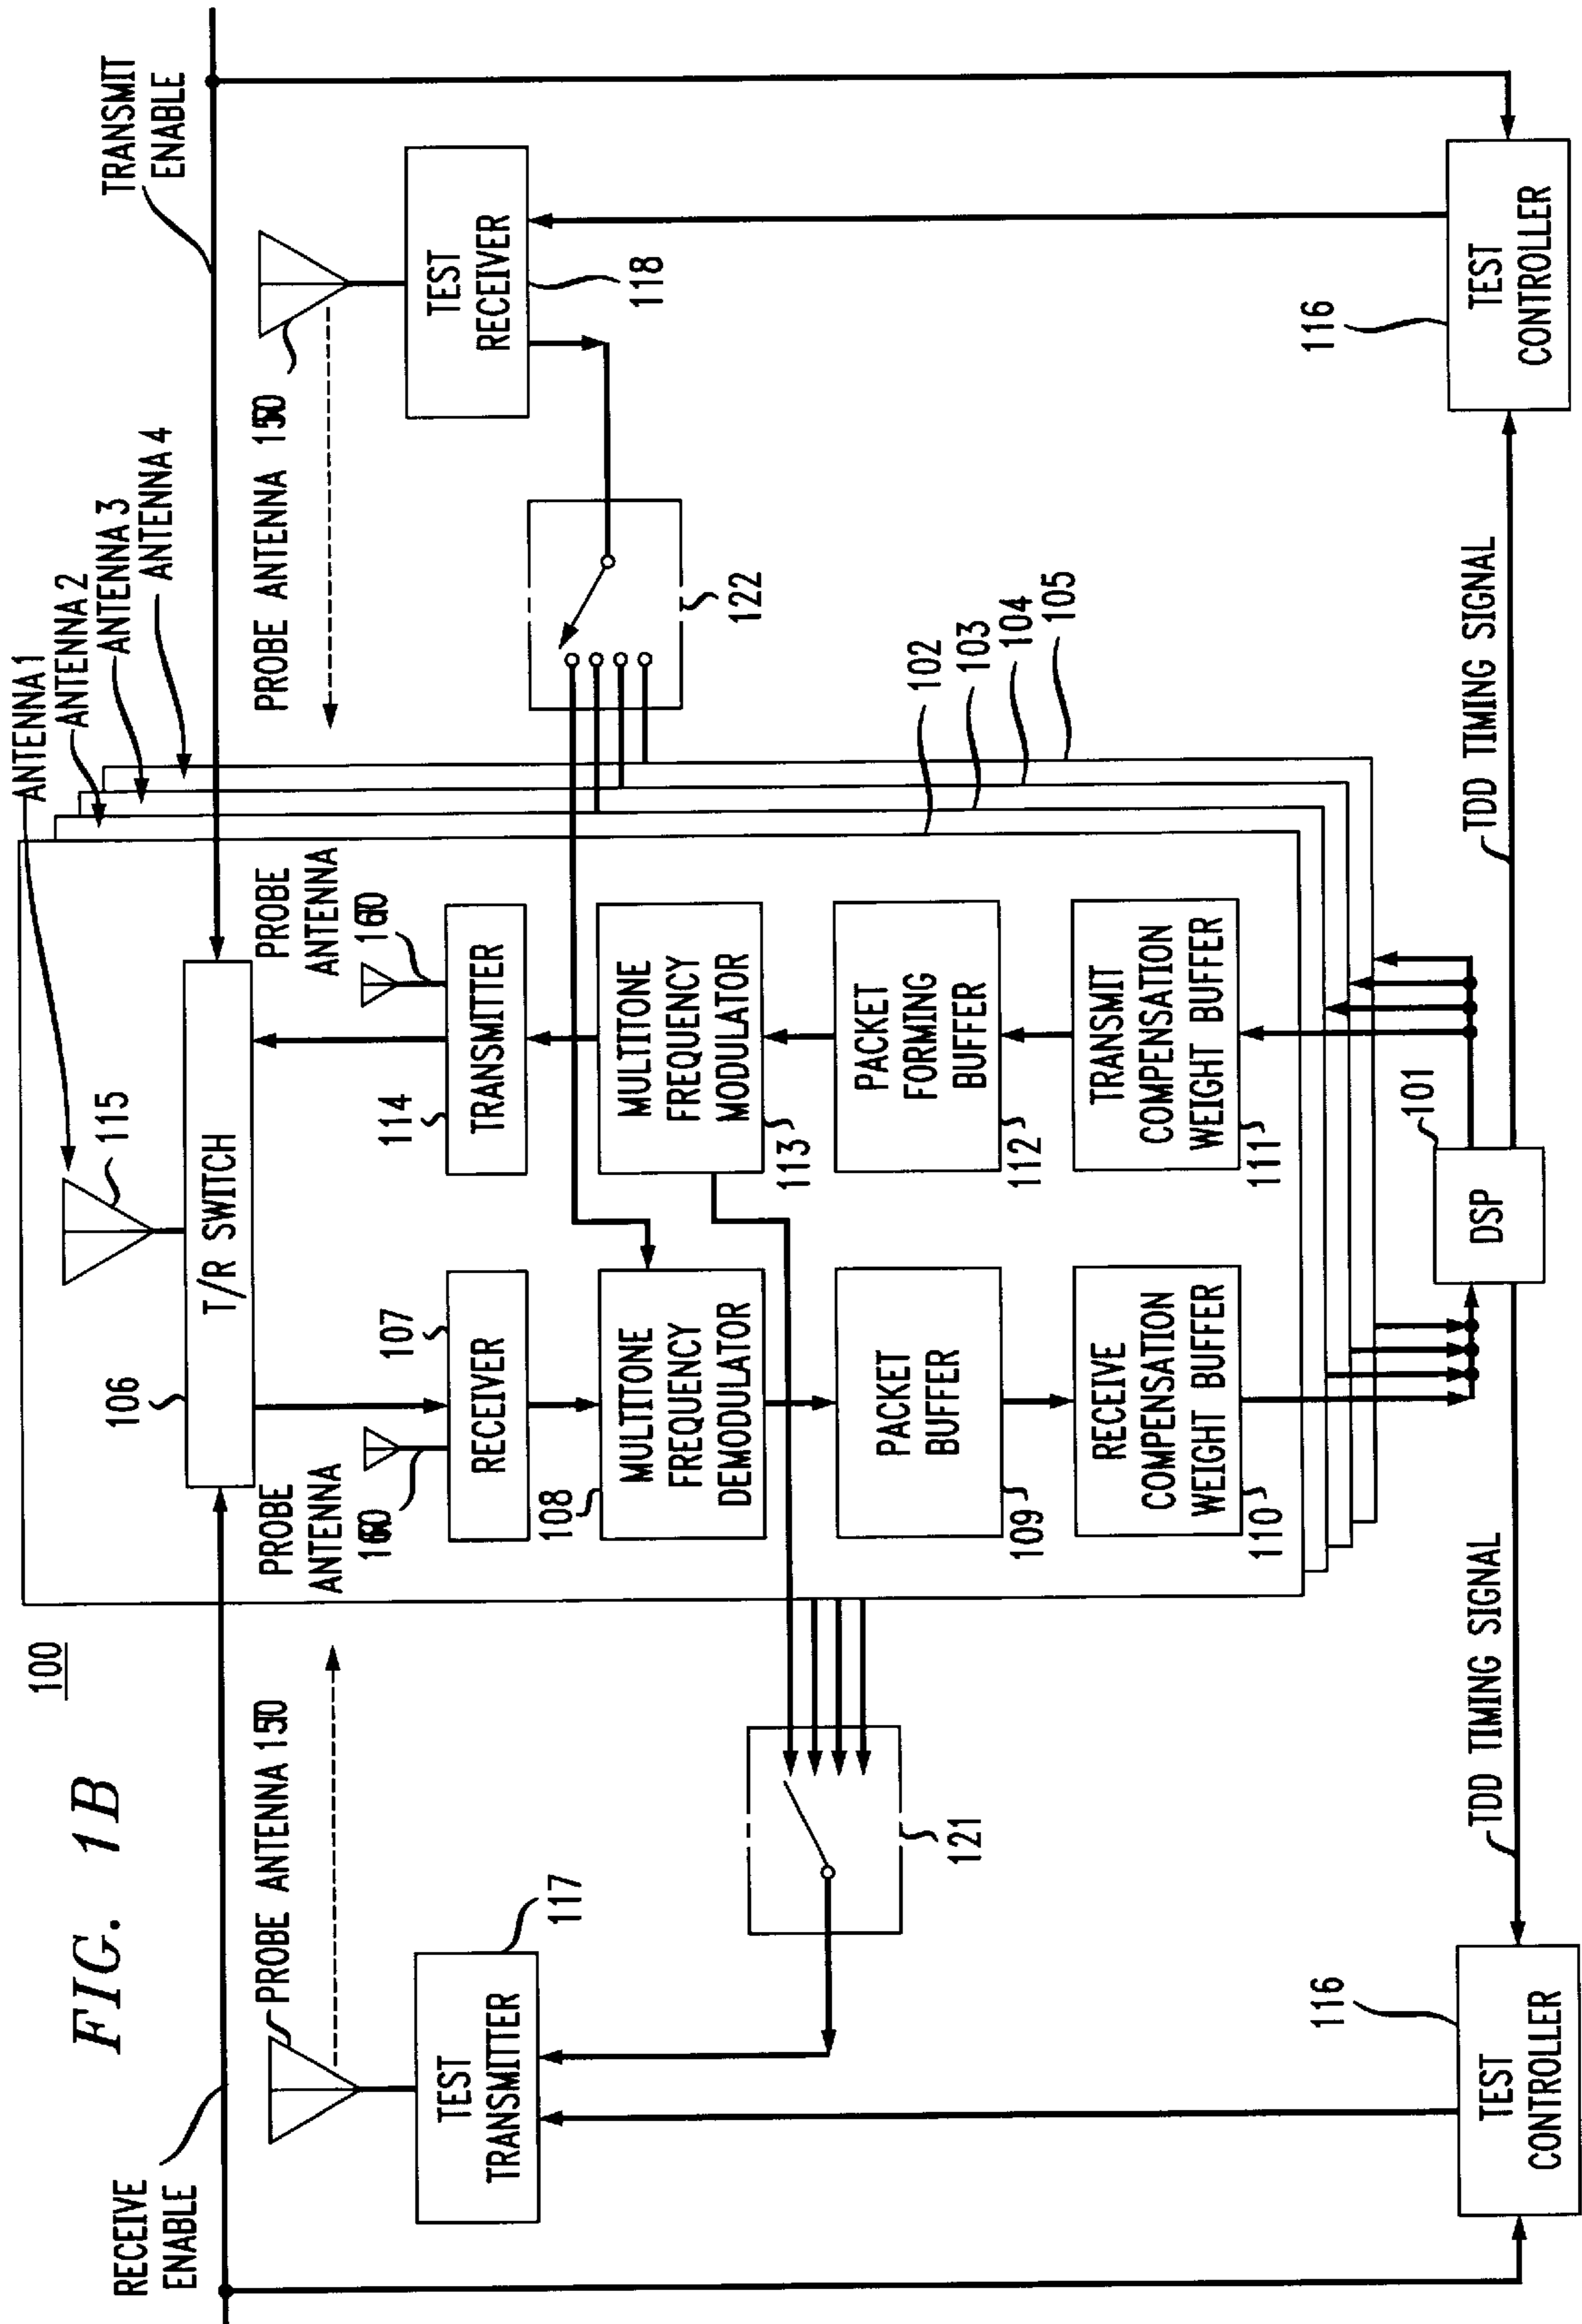 FIG. 1B
100
RECEIVE
ENABLE
TRANSMIT
ENABLE
ANTENNA 1
ANTENNA 2
ANTENNA 3
ANTENNA 4
PROBE ANTENNA
115
PROBE ANTENNA
106
T/R SWITCH
PROBE
ANTENNA
PROBE
ANTENNA
TEST
TRANSMITTER
117
107
RECEIVER
114
TRANSMITTER
TEST
RECEIVER
118
108
MULTITONE
FREQUENCY
DEMODULATOR
MULTITONE
FREQUENCY
MODULATOR
113
122
121
PACKET
BUFFER
109
PACKET
FORMING
BUFFER
112
102
103
104
105
RECEIVE
COMPENSATION
WEIGHT BUFFER
110
TRANSMIT
COMPENSATION
WEIGHT BUFFER
111
116
TEST
CONTROLLER
TDD TIMING SIGNAL
DSP
101
TDD TIMING SIGNAL
116
TEST
CONTROLLER